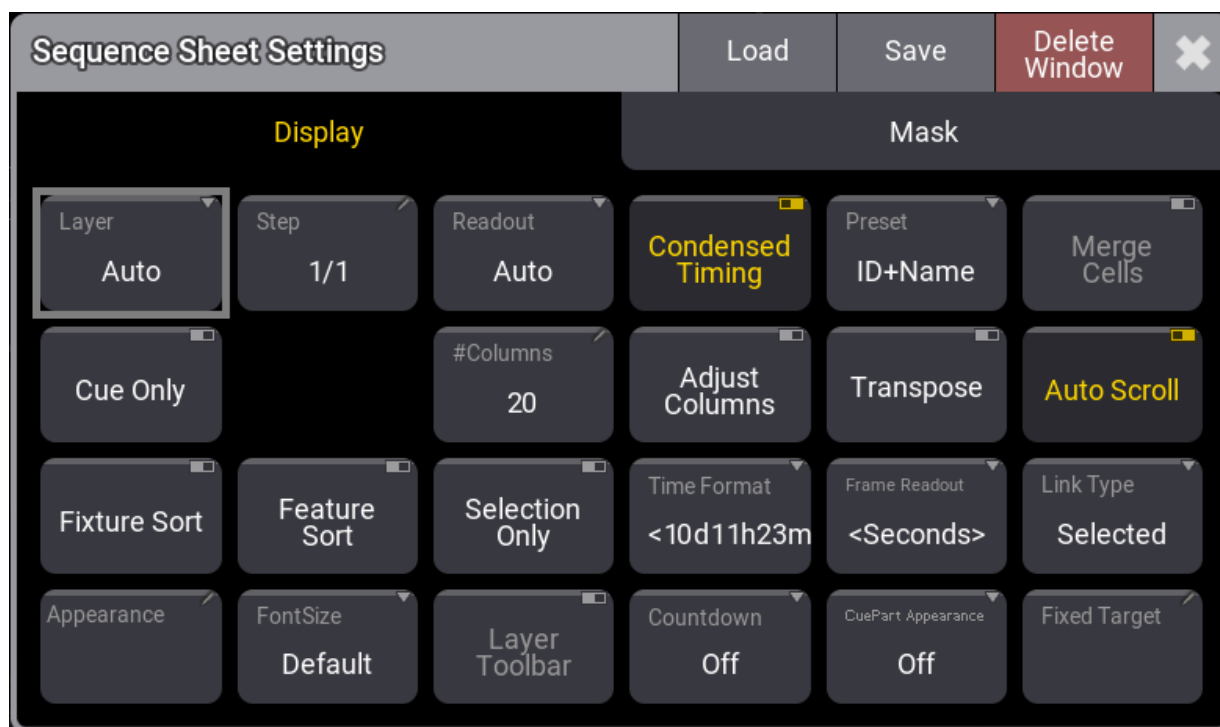 Sequence Sheet Settings
Load
Save
Delete
Window
Display
Mask
Layer
Auto
Step
1/1
Readout
Auto
Condensed
Timing
Preset
ID+Name
Merge
Cells
Cue Only
#Columns
20
Adjust
Columns
Transpose
Auto Scroll
Fixture Sort
Feature
Sort
Selection
Only
Time Format
<10d11h23m
Frame Readout
<Seconds>
Link Type
Selected
Appearance
FontSize
Default
Layer
Toolbar
Countdown
Off
CuePart Appearance
Off
Fixed Target